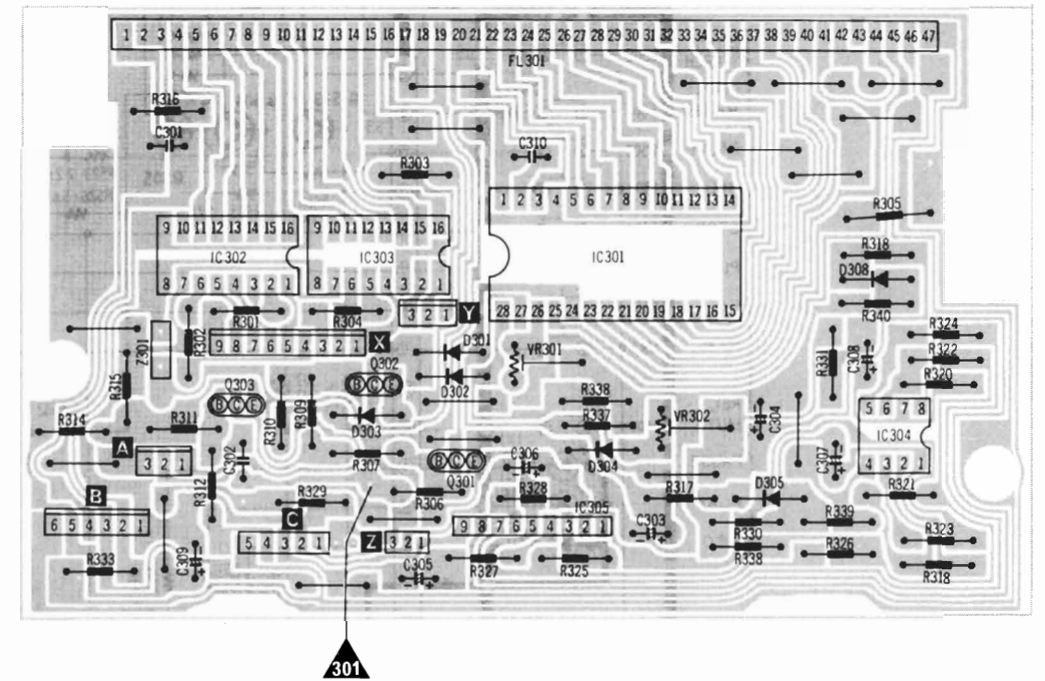 1 2 3 4 5 6 7 8 9 10 11 12 13 14 15 16 17 18 19 20 21 22 23 24 25 26 27 28 29 30 31 32 33 34 35 36 37 38 39 40 41 42 43 44 45 46 47
FL301
R316
C301
C310
R303
1 2 3 4 5 6 7 8 9 10 11 12 13 14
R305
9 10 11 12 13 14 15 16
9 10 11 12 13 14 15 16
R318
IC302
IC303
IC301
D308
8 7 6 5 4 3 2 1
8 7 6 5 4 3 2 1
R340
3 2 1
Y
28 27 26 25 24 23 22 21 20 19 18 17 16 15
R301
R304
R302
Z301
9 8 7 6 5 4 3 2 1
X
D301
VR301
R324
R322
R320
R331
C308
Q302
B C E
D302
R315
Q303
B C E
R310
R309
D303
R338
R337
VR302
C304
5 6 7 8
IC304
4 3 2 1
R314
R311
A
3 2 1
C302
R307
B C E
Q301
C306
D304
C307
R312
R329
R306
R328
R317
D305
R321
B
6 5 4 3 2 1
C
5 4 3 2 1
Z
3 2 1
IC305
9 8 7 6 5 4 3 2 1
C303
R330
R338
R339
R326
R323
R318
R333
C309
C305
R327
R325
301